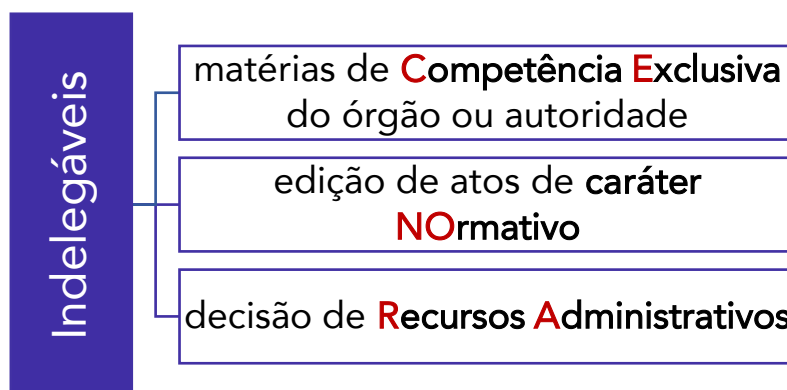 Indelegáveis
matérias de Competência Exclusiva
do órgão ou autoridade
edição de atos de caráter
NOrmativo
decisão de Recursos Administrativos